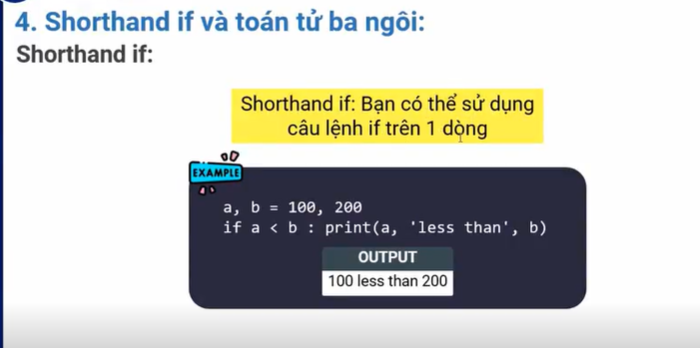 4. Shorthand if và toán tử ba ngôi:
Shorthand if:
Shorthand if: Bạn có thể sử dụng
câu lệnh if trên 1 dòng
EXAMPLE
a, b = 100, 200
if a < b : print(a, 'less than', b)
OUTPUT
100 less than 200